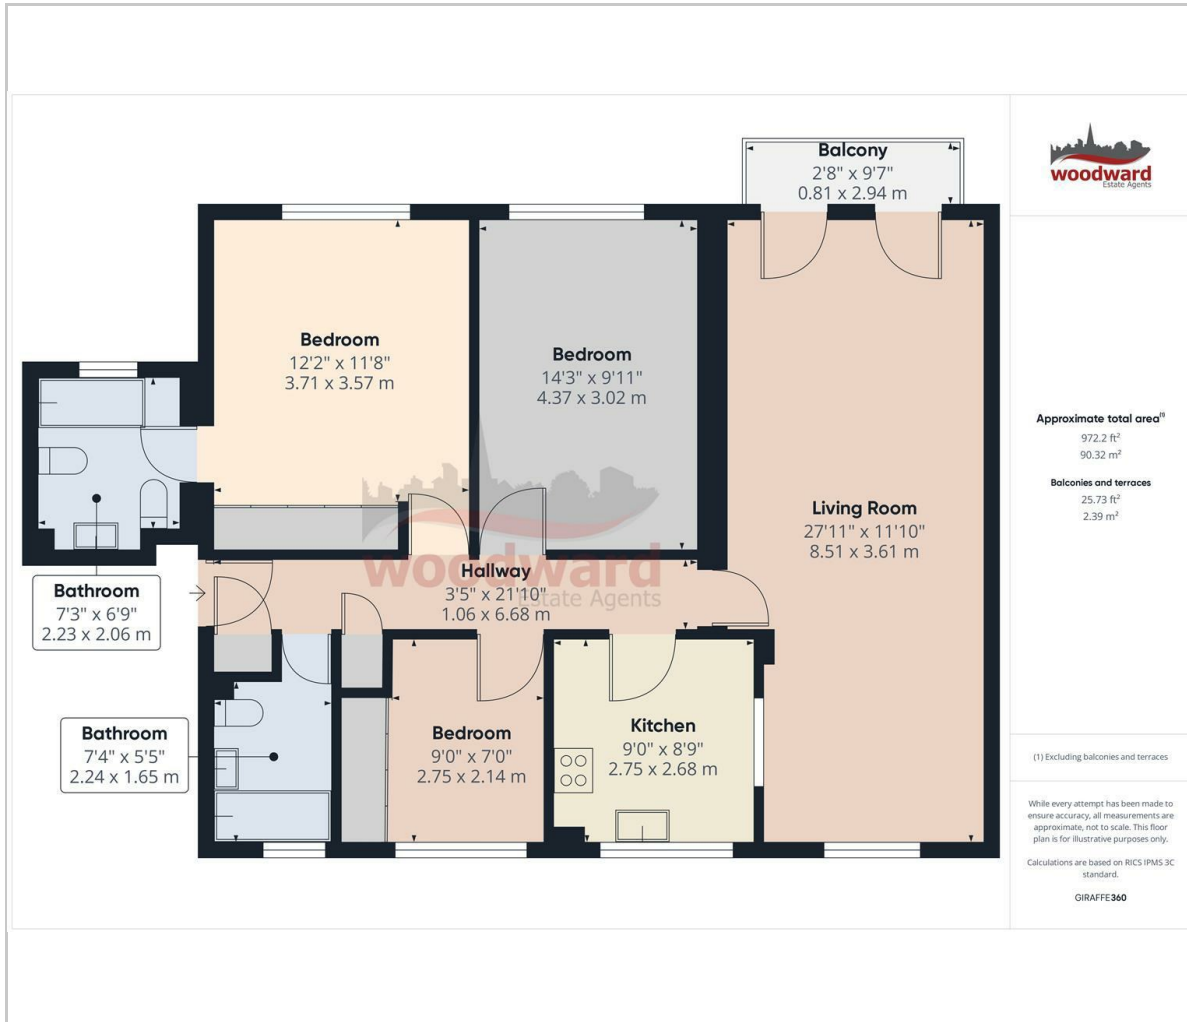 Balcony
2'8" x 9'7"
0.81 x 2.94 m
Bedroom
12'2" x 11'8"
3.71 x 3.57 m
Bedroom
14'3" x 9'11"
4.37 x 3.02 m
Living Room
27'11" x 11'10"
8.51 x 3.61 m
woodward
Estate Agents
Hallway
3'5" x 21'10"
1.06 x 6.68 m
Bathroom
7'3" x 6'9"
2.23 x 2.06 m
Bathroom
7'4" x 5'5"
2.24 x 1.65 m
Bedroom
9'0" x 7'0"
2.75 x 2.14 m
Kitchen
9'0" x 8'9"
2.75 x 2.68 m
woodward
Estate Agents
Approximate total area⁽¹⁾
972.2 ft²
90.32 m²
Balconies and terraces
25.73 ft²
2.39 m²
(1) Excluding balconies and terraces
While every attempt has been made to
ensure accuracy, all measurements are
approximate, not to scale. This floor
plan is for illustrative purposes only.
Calculations are based on RICS IPMS 3C
standard.
GIRAFFE360